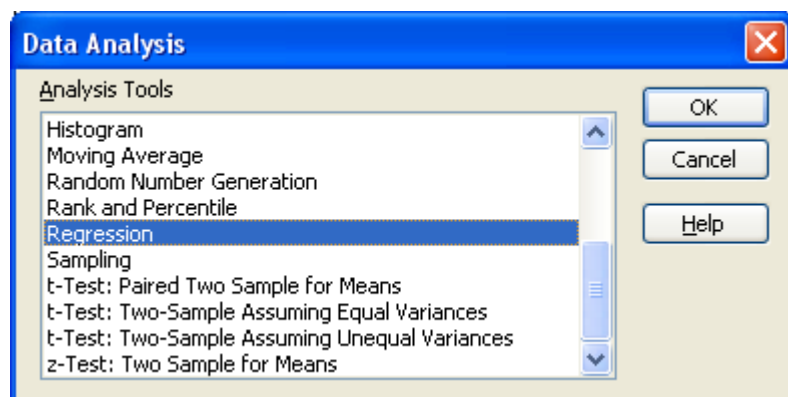 Data Analysis
Analysis Tools
Histogram
Moving Average
Random Number Generation
Rank and Percentile
Regression
Sampling
t-Test: Paired Two Sample for Means
t-Test: Two-Sample Assuming Equal Variances
t-Test: Two-Sample Assuming Unequal Variances
z-Test: Two Sample for Means
OK
Cancel
Help